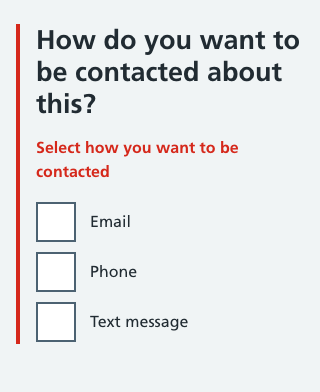 How do you want to
be contacted about
this?
Select how you want to be
contacted
Email
Phone
Text message